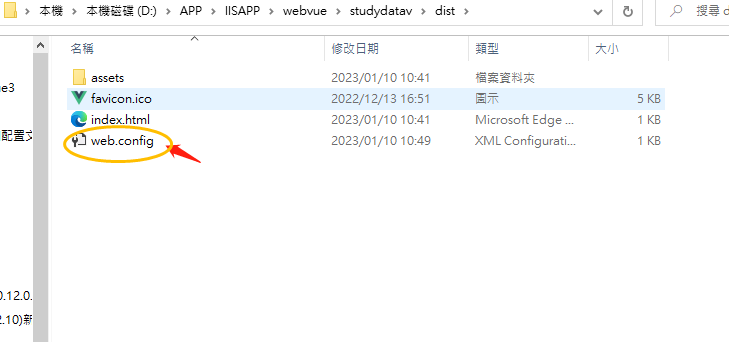 本機 › 本機磁碟 (D:) › APP › IISAPP › webvue › studydatav › dist ›
搜尋 d
名稱 修改日期 類型 大小
assets 2023/01/10 10:41 檔案資料夾
ue3
favicon.ico 2022/12/13 16:51 圖示 5 KB
index.html 2023/01/10 10:41 Microsoft Edge ... 1 KB
配置文
web.config 2023/01/10 10:49 XML Configurati... 1 KB
0.12.0.
2.10)新